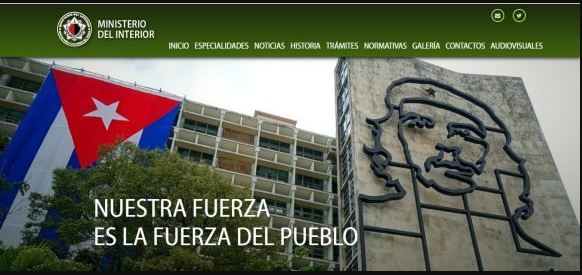 MINISTERIO
DEL INTERIOR
INICIO ESPECIALIDADES NOTICIAS HISTORIA TRÁMITES NORMATIVAS GALERÍA CONTACTOS AUDIOVISUALES
NUESTRA FUERZA
ES LA FUERZA DEL PUEBLO